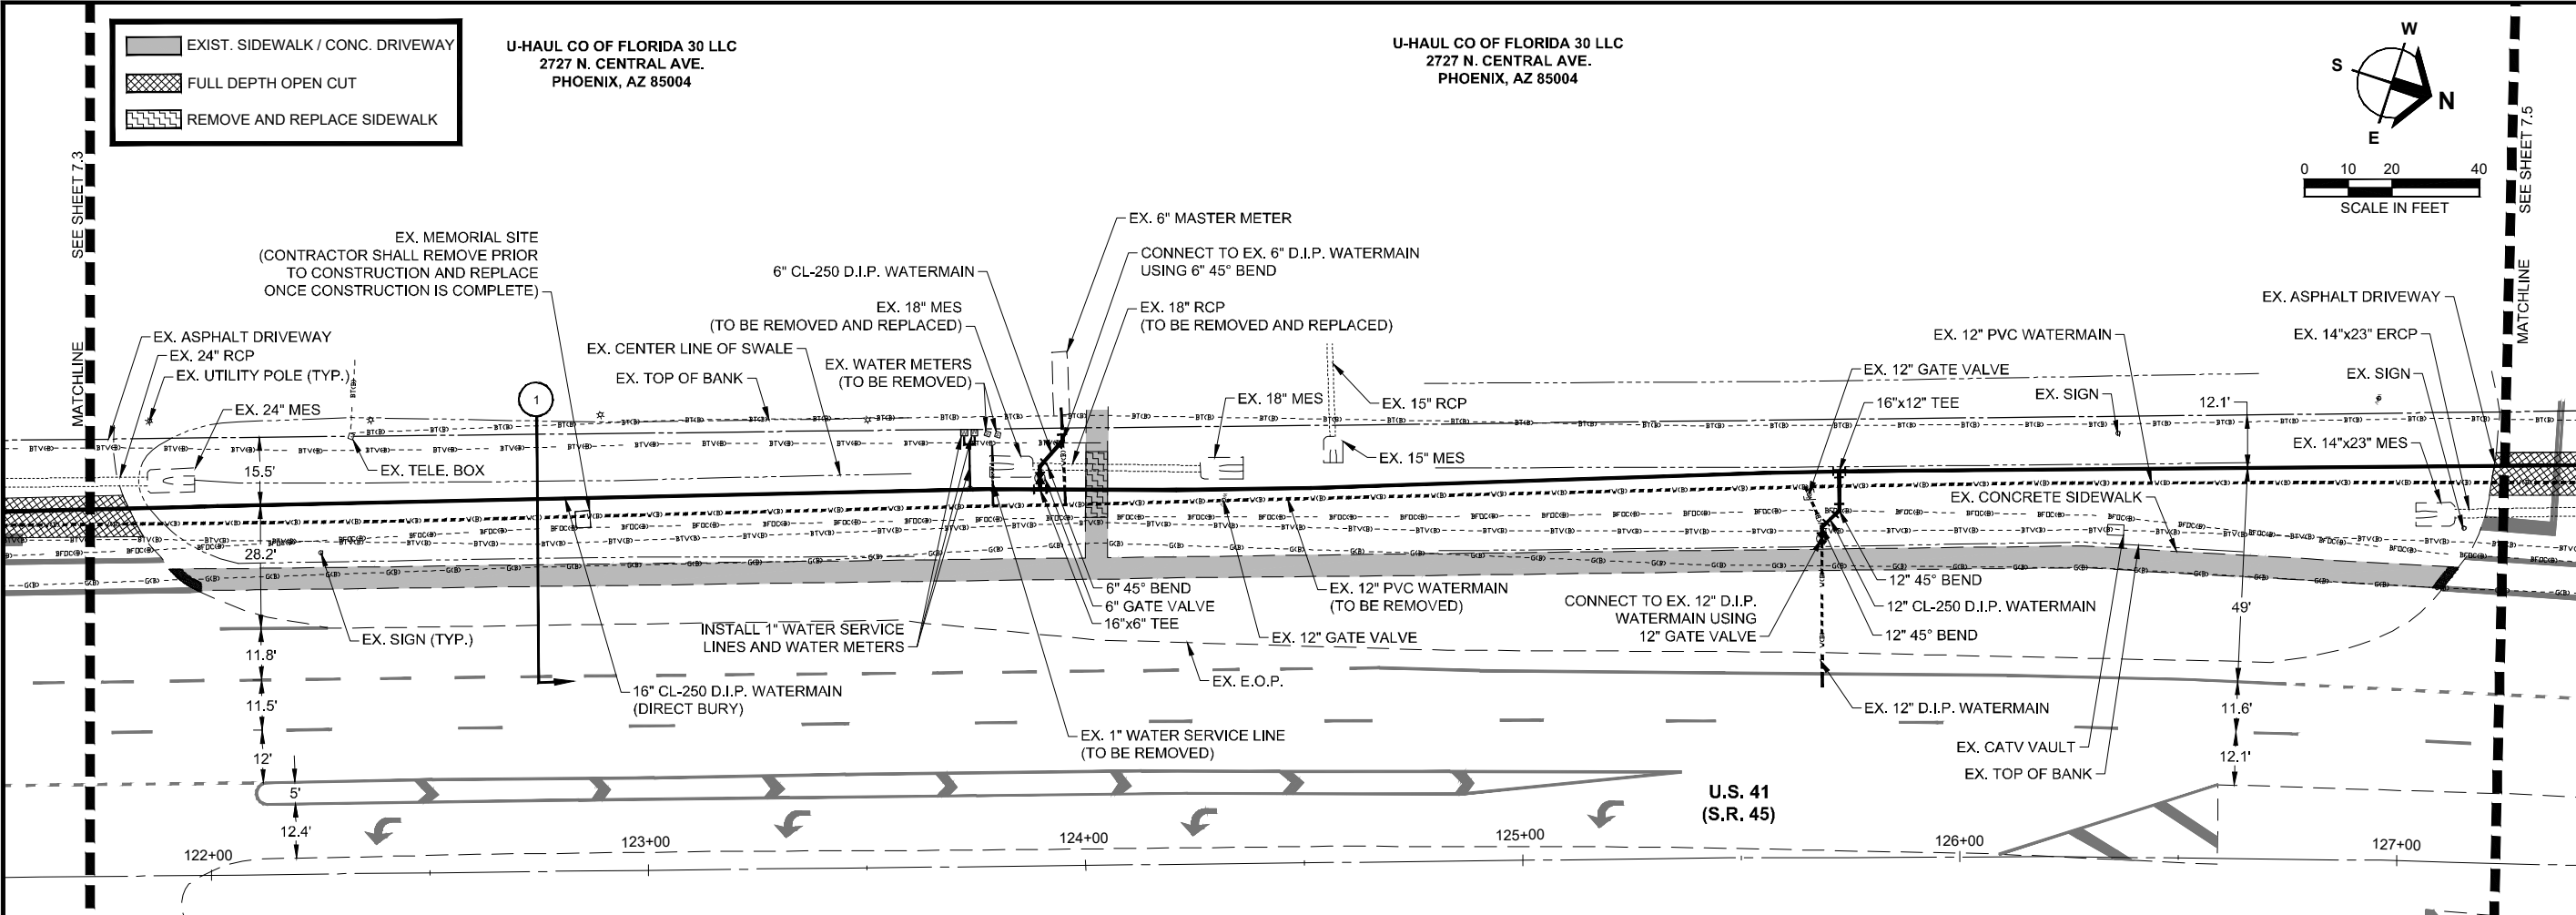 EXIST. SIDEWALK / CONC. DRIVEWAY
FULL DEPTH OPEN CUT
REMOVE AND REPLACE SIDEWALK
U-HAUL CO OF FLORIDA 30 LLC
2727 N. CENTRAL AVE.
PHOENIX, AZ 85004
U-HAUL CO OF FLORIDA 30 LLC
2727 N. CENTRAL AVE.
PHOENIX, AZ 85004
W
S
N
E
0 10 20 40
SCALE IN FEET
SEE SHEET 7.3
MATCHLINE
SEE SHEET 7.5
MATCHLINE
EX. MEMORIAL SITE
(CONTRACTOR SHALL REMOVE PRIOR
TO CONSTRUCTION AND REPLACE
ONCE CONSTRUCTION IS COMPLETE)
EX. ASPHALT DRIVEWAY
EX. 24" RCP
EX. UTILITY POLE (TYP.)
EX. 24" MES
EX. TELE. BOX
1
6" CL-250 D.I.P. WATERMAIN
EX. 18" MES
(TO BE REMOVED AND REPLACED)
EX. CENTER LINE OF SWALE
EX. WATER METERS
(TO BE REMOVED)
EX. TOP OF BANK
EX. 6" MASTER METER
CONNECT TO EX. 6" D.I.P. WATERMAIN
USING 6" 45° BEND
EX. 18" RCP
(TO BE REMOVED AND REPLACED)
EX. 18" MES
EX. 15" RCP
EX. 15" MES
EX. 12" PVC WATERMAIN
EX. 12" GATE VALVE
16"x12" TEE
EX. SIGN
EX. ASPHALT DRIVEWAY
EX. 14"x23" ERCP
EX. SIGN
EX. 14"x23" MES
12.1'
EX. CONCRETE SIDEWALK
15.5'
28.2'
11.8'
11.5'
12'
5'
12.4'
EX. SIGN (TYP.)
16" CL-250 D.I.P. WATERMAIN
(DIRECT BURY)
INSTALL 1" WATER SERVICE
LINES AND WATER METERS
6" 45° BEND
6" GATE VALVE
16"x6" TEE
EX. 1" WATER SERVICE LINE
(TO BE REMOVED)
EX. E.O.P.
EX. 12" GATE VALVE
EX. 12" PVC WATERMAIN
(TO BE REMOVED)
CONNECT TO EX. 12" D.I.P.
WATERMAIN USING
12" GATE VALVE
12" 45° BEND
12" CL-250 D.I.P. WATERMAIN
12" 45° BEND
EX. 12" D.I.P. WATERMAIN
EX. CATV VAULT
EX. TOP OF BANK
49'
11.6'
12.1'
U.S. 41
(S.R. 45)
122+00
123+00
124+00
125+00
126+00
127+00